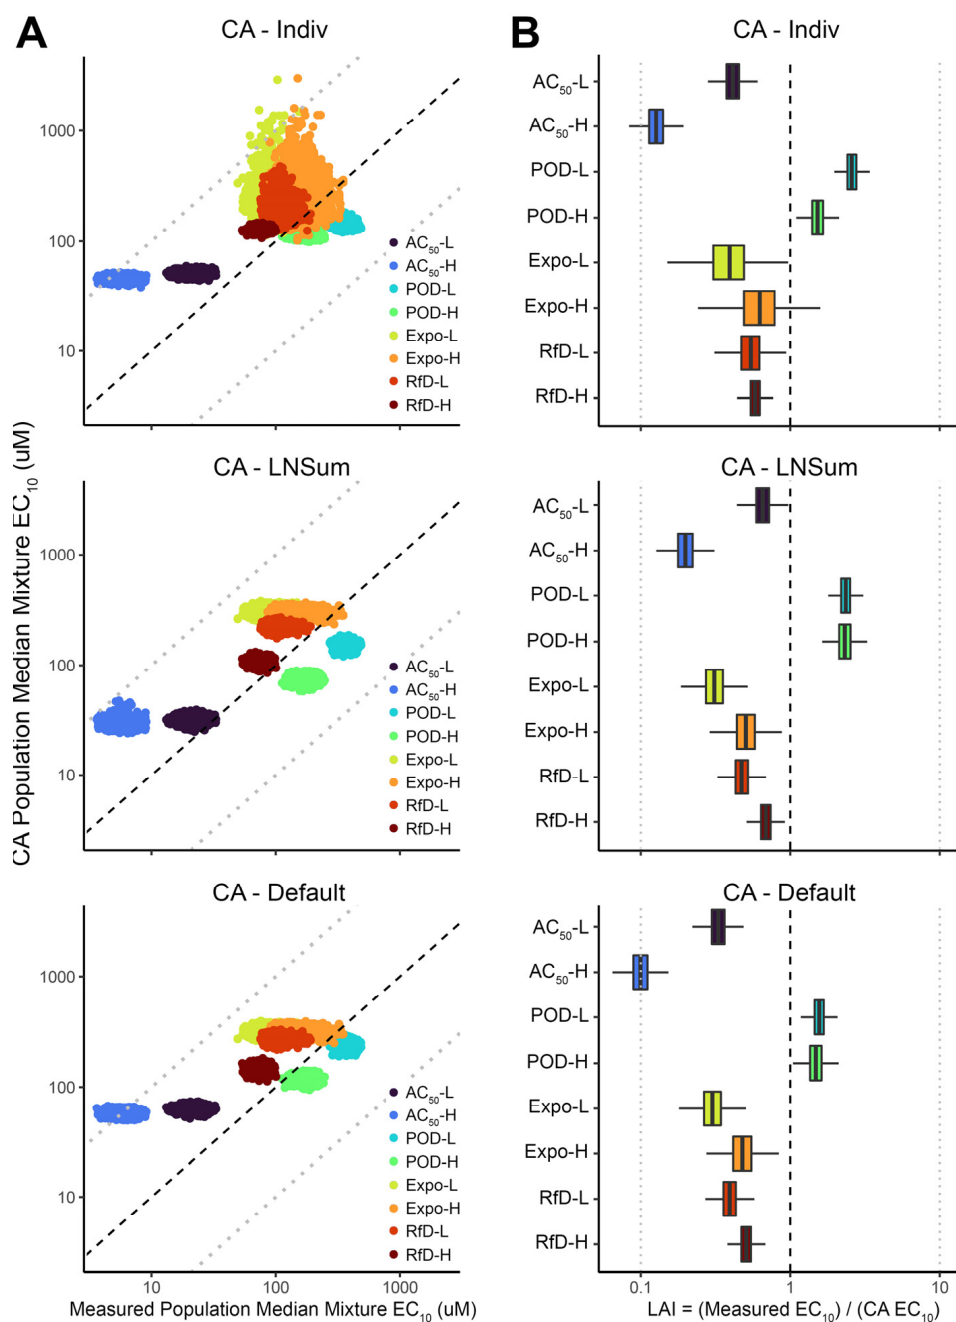 A
B
CA - Indiv
CA - Indiv
CA Population Median Mixture EC10 (uM)
1000
100
10
AC50-L
AC50-H
POD-L
POD-H
Expo-L
Expo-H
RfD-L
RfD-H
AC50-L
AC50-H
POD-L
POD-H
Expo-L
Expo-H
RfD-L
RfD-H
CA - LNSum
CA - LNSum
1000
100
10
AC50-L
AC50-H
POD-L
POD-H
Expo-L
Expo-H
RfD-L
RfD-H
AC50-L
AC50-H
POD-L
POD-H
Expo-L
Expo-H
RfD-L
RfD-H
CA - Default
CA - Default
1000
100
10
AC50-L
AC50-H
POD-L
POD-H
Expo-L
Expo-H
RfD-L
RfD-H
AC50-L
AC50-H
POD-L
POD-H
Expo-L
Expo-H
RfD-L
RfD-H
10 100 1000
0.1 1 10
Measured Population Median Mixture EC10 (uM)
LAI = (Measured EC10) / (CA EC10)